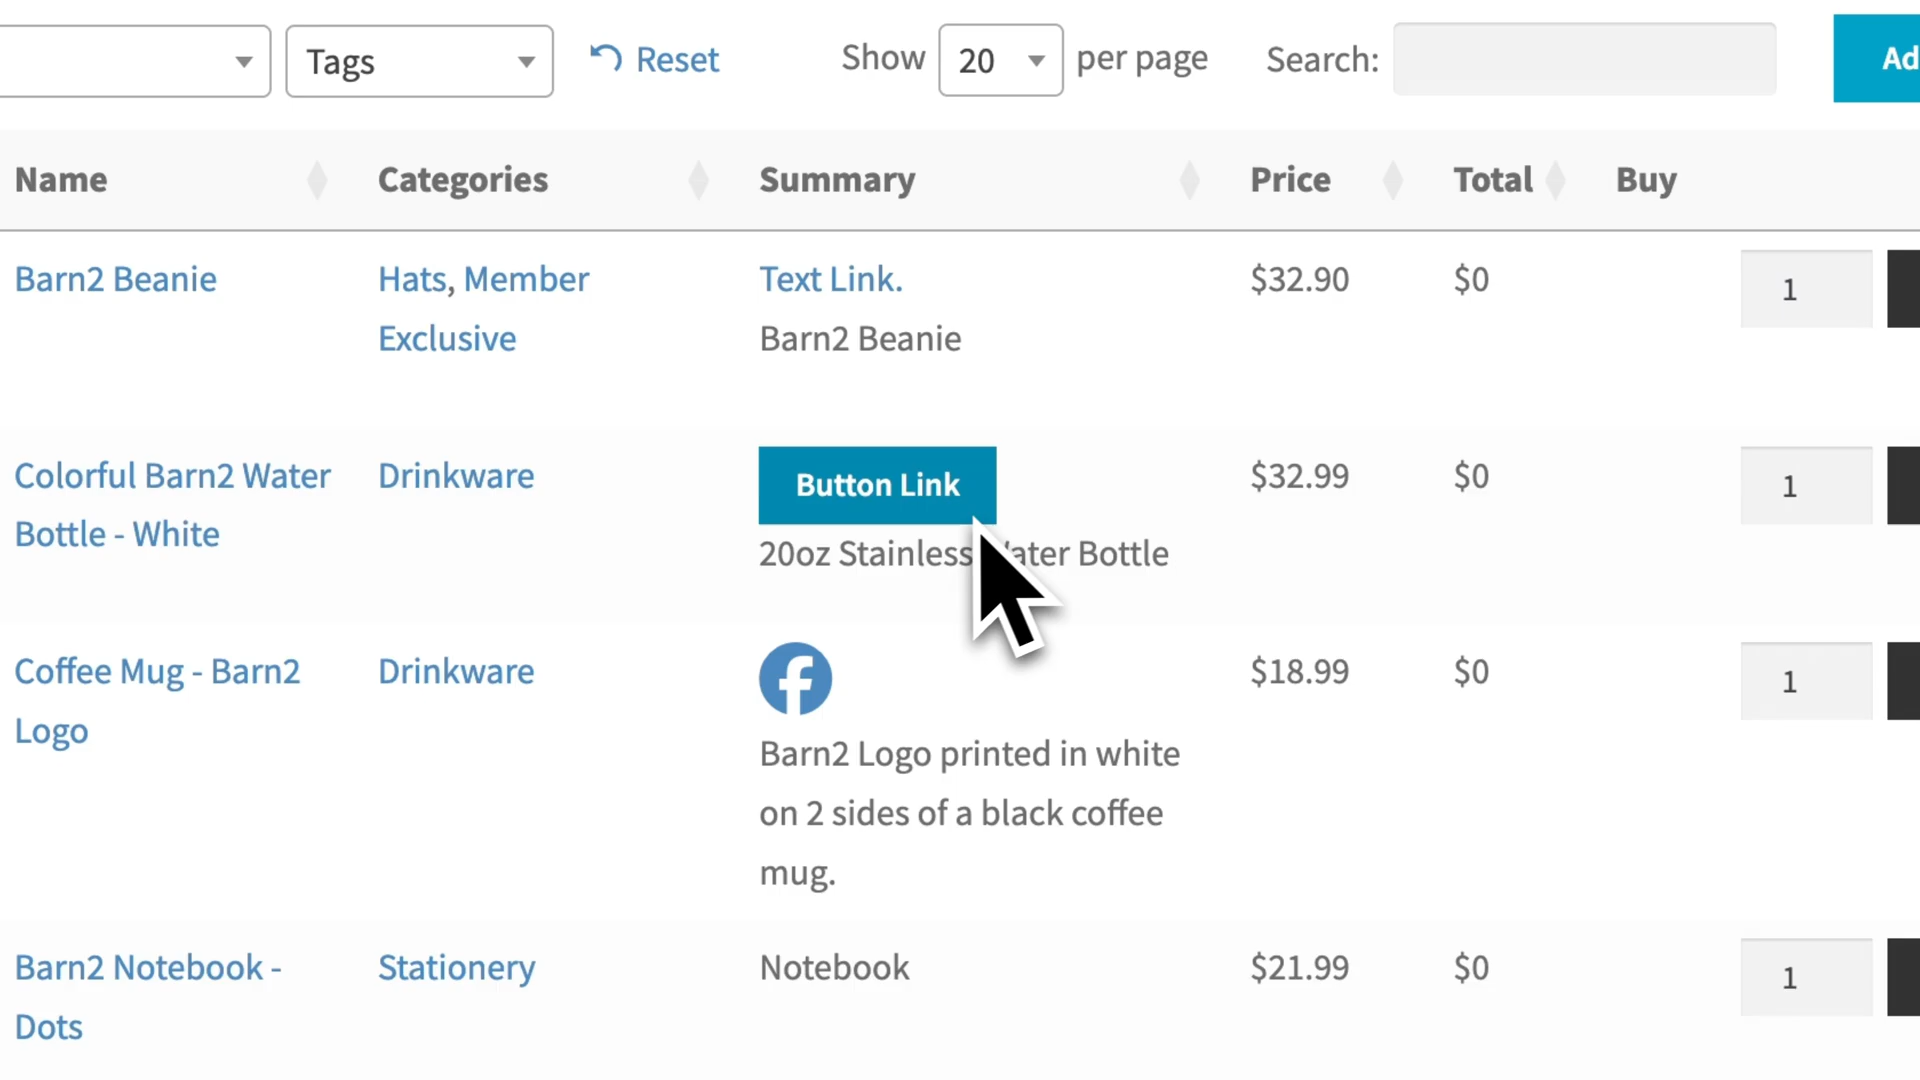 Tags Reset Show 20 per page Search: Ad
Name Categories Summary Price Total Buy
Barn2 Beanie Hats, Member Text Link. $32.90 $0 1
Exclusive Barn2 Beanie
Colorful Barn2 Water Drinkware Button Link $32.99 $0 1
Bottle - White 20oz Stainless Water Bottle
Coffee Mug - Barn2 Drinkware $18.99 $0 1
Logo Barn2 Logo printed in white
on 2 sides of a black coffee
mug.
Barn2 Notebook - Stationery Notebook $21.99 $0 1
Dots